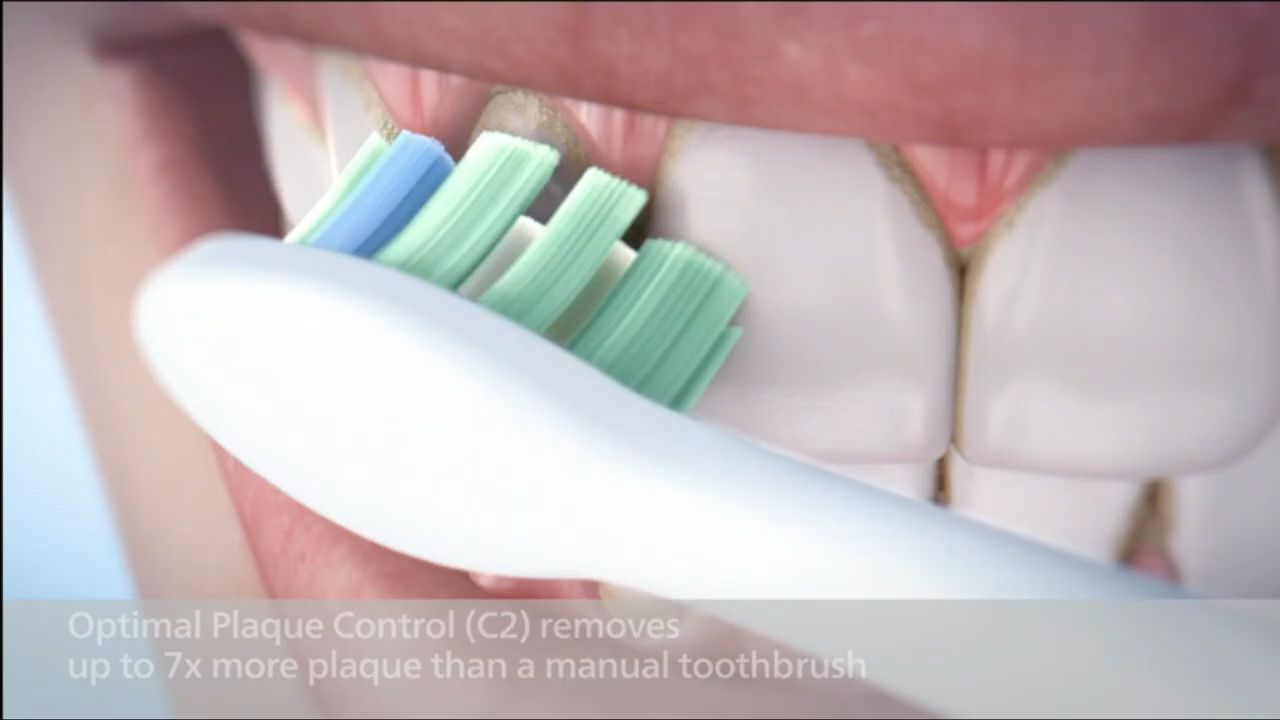 Optimal Plaque Control (C2) removes
up to 7x more plaque than a manual toothbrush